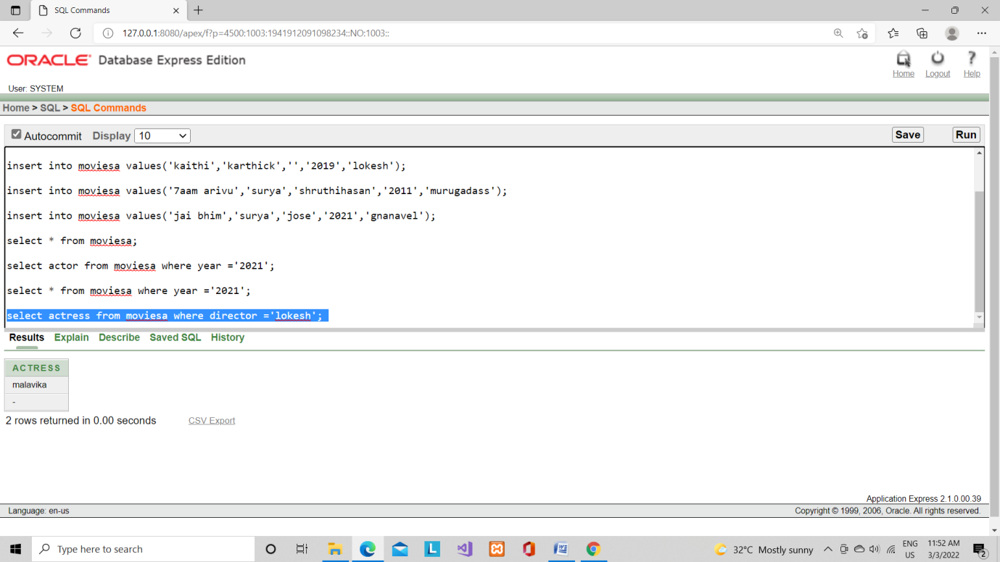 SQL Commands
127.0.0.1:8080/apex/f?p=4500:1003:1941912091098234::NO:1003::
ORACLE Database Express Edition
Home Logout Help
User: SYSTEM
Home > SQL > SQL Commands
Autocommit Display 10 Save Run
insert into moviesa values('kaithi','karthick','','2019','lokesh');
insert into moviesa values('7aam arivu','surya','shruthihasan','2011','murugadass');
insert into moviesa values('jai bhim','surya','jose','2021','gnanavel');
select * from moviesa;
select actor from moviesa where year ='2021';
select * from moviesa where year ='2021';
select actress from moviesa where director ='lokesh';
Results Explain Describe Saved SQL History
ACTRESS
malavika
-
2 rows returned in 0.00 seconds CSV Export
Application Express 2.1.0.00.39
Language: en-us Copyright © 1999, 2006, Oracle. All rights reserved.
Type here to search L 32°C Mostly sunny ENG US 11:52 AM 3/3/2022 2